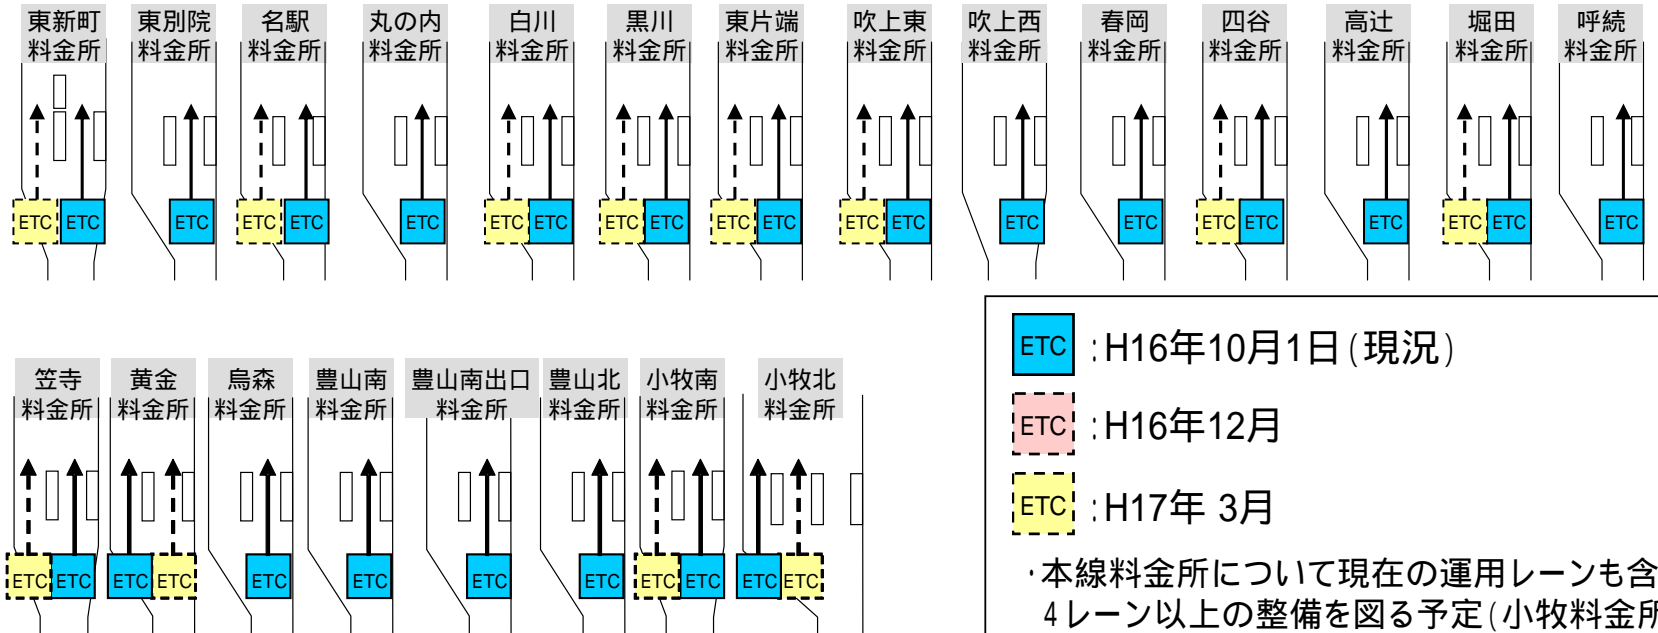 東新町
料金所
東別院
料金所
名駅
料金所
丸の内
料金所
白川
料金所
黒川
料金所
東片端
料金所
吹上東
料金所
吹上西
料金所
春岡
料金所
四谷
料金所
高辻
料金所
堀田
料金所
呼続
料金所
ETC ETC ETC ETC ETC ETC ETC ETC ETC ETC ETC ETC ETC ETC ETC ETC ETC ETC ETC ETC ETC ETC
笠寺
料金所
黄金
料金所
烏森
料金所
豊山南
料金所
豊山南出口
料金所
豊山北
料金所
小牧南
料金所
小牧北
料金所
ETC ETC ETC ETC ETC ETC ETC ETC ETC ETC ETC ETC
ETC :H16年10月1日(現況)
ETC :H16年12月
ETC :H17年 3月
・本線料金所について現在の運用レーンも含
4レーン以上の整備を図る予定(小牧料金所